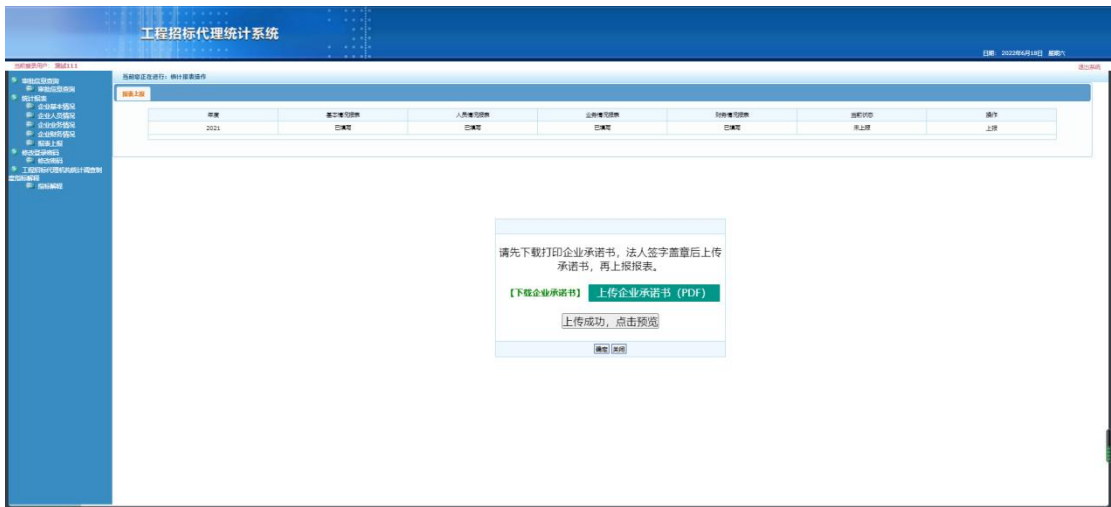 工程招标代理统计系统
日期: 2022年6月18日 星期六
当前登录用户: 测试111
退出系统
审批信息查询
审批信息查询
统计报表
企业基本情况
企业人员情况
企业业务情况
企业财务情况
报表上报
修改登录密码
修改密码
工程招标代理机构统计调查制
度指标解释
指标解释
当前您正在进行: 统计报表操作
报表上报
年度 基本情况报表 人员情况报表 业务情况报表 财务情况报表 当前状态 操作
2021 已填写 已填写 已填写 已填写 未上报 上报
请先下载打印企业承诺书，法人签字盖章后上传
承诺书，再上报报表。
【下载企业承诺书】 上传企业承诺书（PDF）
上传成功，点击预览
确定 关闭